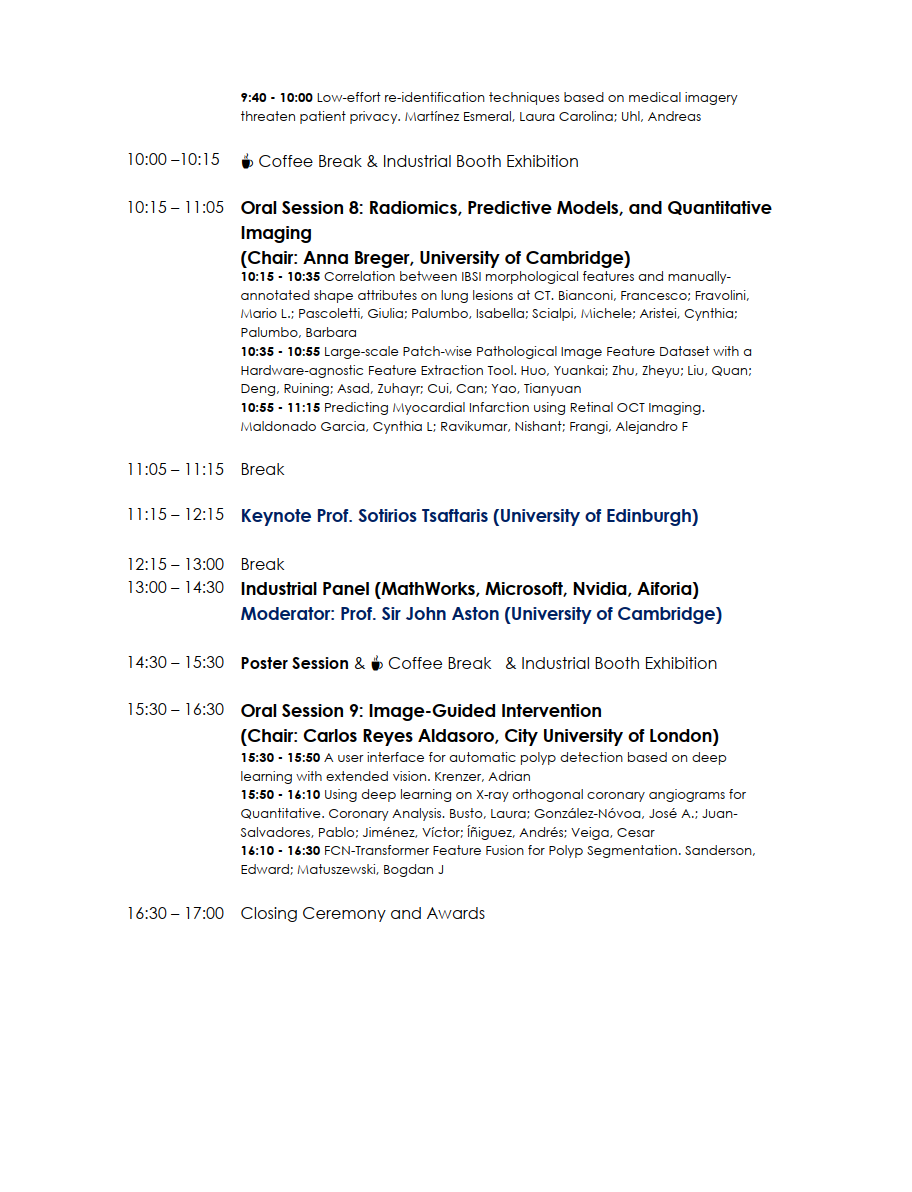 9:40 - 10:00 Low-effort re-identification techniques based on medical imagery
threaten patient privacy. Martínez Esmeral, Laura Carolina; Uhl, Andreas
10:00 –10:15 ☕ Coffee Break & Industrial Booth Exhibition
10:15 – 11:05 Oral Session 8: Radiomics, Predictive Models, and Quantitative
Imaging
(Chair: Anna Breger, University of Cambridge)
10:15 - 10:35 Correlation between IBSI morphological features and manually-
annotated shape attributes on lung lesions at CT. Bianconi, Francesco; Fravolini,
Mario L.; Pascoletti, Giulia; Palumbo, Isabella; Scialpi, Michele; Aristei, Cynthia;
Palumbo, Barbara
10:35 - 10:55 Large-scale Patch-wise Pathological Image Feature Dataset with a
Hardware-agnostic Feature Extraction Tool. Huo, Yuankai; Zhu, Zheyu; Liu, Quan;
Deng, Ruining; Asad, Zuhayr; Cui, Can; Yao, Tianyuan
10:55 - 11:15 Predicting Myocardial Infarction using Retinal OCT Imaging.
Maldonado Garcia, Cynthia L; Ravikumar, Nishant; Frangi, Alejandro F
11:05 – 11:15 Break
11:15 – 12:15 Keynote Prof. Sotirios Tsaftaris (University of Edinburgh)
12:15 – 13:00 Break
13:00 – 14:30 Industrial Panel (MathWorks, Microsoft, Nvidia, Aiforia)
Moderator: Prof. Sir John Aston (University of Cambridge)
14:30 – 15:30 Poster Session & ☕ Coffee Break & Industrial Booth Exhibition
15:30 – 16:30 Oral Session 9: Image-Guided Intervention
(Chair: Carlos Reyes Aldasoro, City University of London)
15:30 - 15:50 A user interface for automatic polyp detection based on deep
learning with extended vision. Krenzer, Adrian
15:50 - 16:10 Using deep learning on X-ray orthogonal coronary angiograms for
Quantitative. Coronary Analysis. Busto, Laura; González-Nóvoa, José A.; Juan-
Salvadores, Pablo; Jiménez, Víctor; Íñiguez, Andrés; Veiga, Cesar
16:10 - 16:30 FCN-Transformer Feature Fusion for Polyp Segmentation. Sanderson,
Edward; Matuszewski, Bogdan J
16:30 – 17:00 Closing Ceremony and Awards